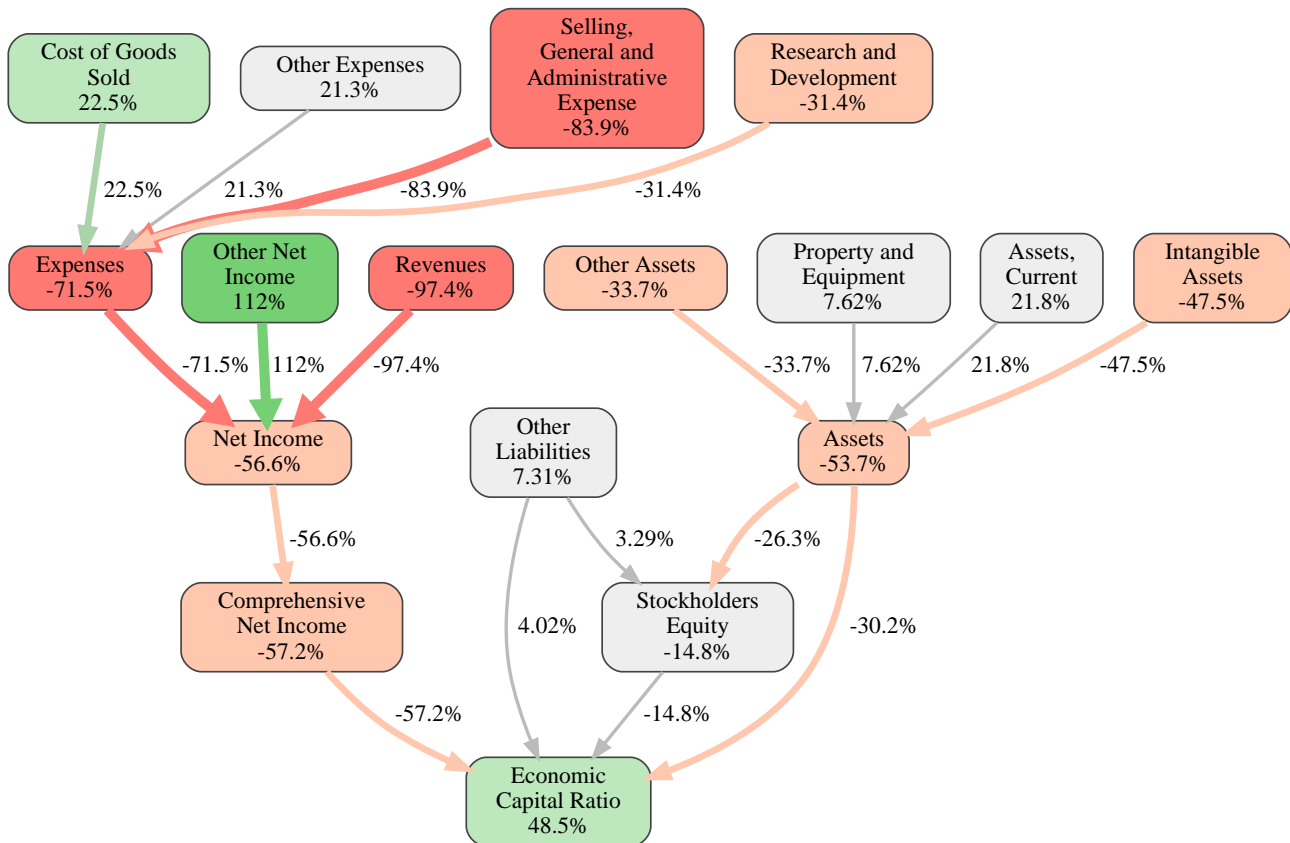 Cost of Goods
Sold
22.5%
Other Expenses
21.3%
Selling,
General and
Administrative
Expense
-83.9%
Research and
Development
-31.4%
22.5%
21.3%
-83.9%
-31.4%
Expenses
-71.5%
Other Net
Income
112%
Revenues
-97.4%
Other Assets
-33.7%
Property and
Equipment
7.62%
Assets,
Current
21.8%
Intangible
Assets
-47.5%
-71.5%
112%
-97.4%
-33.7%
7.62%
21.8%
-47.5%
Net Income
-56.6%
Other
Liabilities
7.31%
Assets
-53.7%
-56.6%
3.29%
-26.3%
Comprehensive
Net Income
-57.2%
4.02%
Stockholders
Equity
-14.8%
-30.2%
-57.2%
-14.8%
Economic
Capital Ratio
48.5%